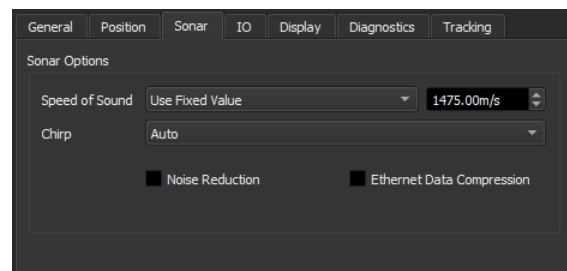 General Position Sonar IO Display Diagnostics Tracking
Sonar Options
Speed of Sound Use Fixed Value 1475.00m/s
Chirp Auto
Noise Reduction Ethernet Data Compression